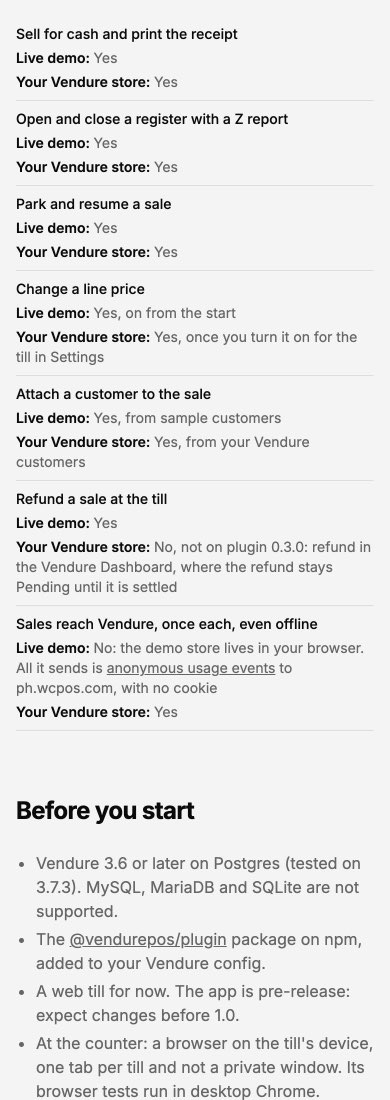 Sell for cash and print the receipt
Live demo: Yes
Your Vendure store: Yes
Open and close a register with a Z report
Live demo: Yes
Your Vendure store: Yes
Park and resume a sale
Live demo: Yes
Your Vendure store: Yes
Change a line price
Live demo: Yes, on from the start
Your Vendure store: Yes, once you turn it on for the
till in Settings
Attach a customer to the sale
Live demo: Yes, from sample customers
Your Vendure store: Yes, from your Vendure
customers
Refund a sale at the till
Live demo: Yes
Your Vendure store: No, not on plugin 0.3.0: refund in
the Vendure Dashboard, where the refund stays
Pending until it is settled
Sales reach Vendure, once each, even offline
Live demo: No: the demo store lives in your browser.
All it sends is anonymous usage events to
ph.wcpos.com, with no cookie
Your Vendure store: Yes
Before you start
• Vendure 3.6 or later on Postgres (tested on
3.7.3). MySQL, MariaDB and SQLite are not
supported.
• The @vendurepos/plugin package on npm,
added to your Vendure config.
• A web till for now. The app is pre-release:
expect changes before 1.0.
• At the counter: a browser on the till's device,
one tab per till and not a private window. Its
browser tests run in desktop Chrome.